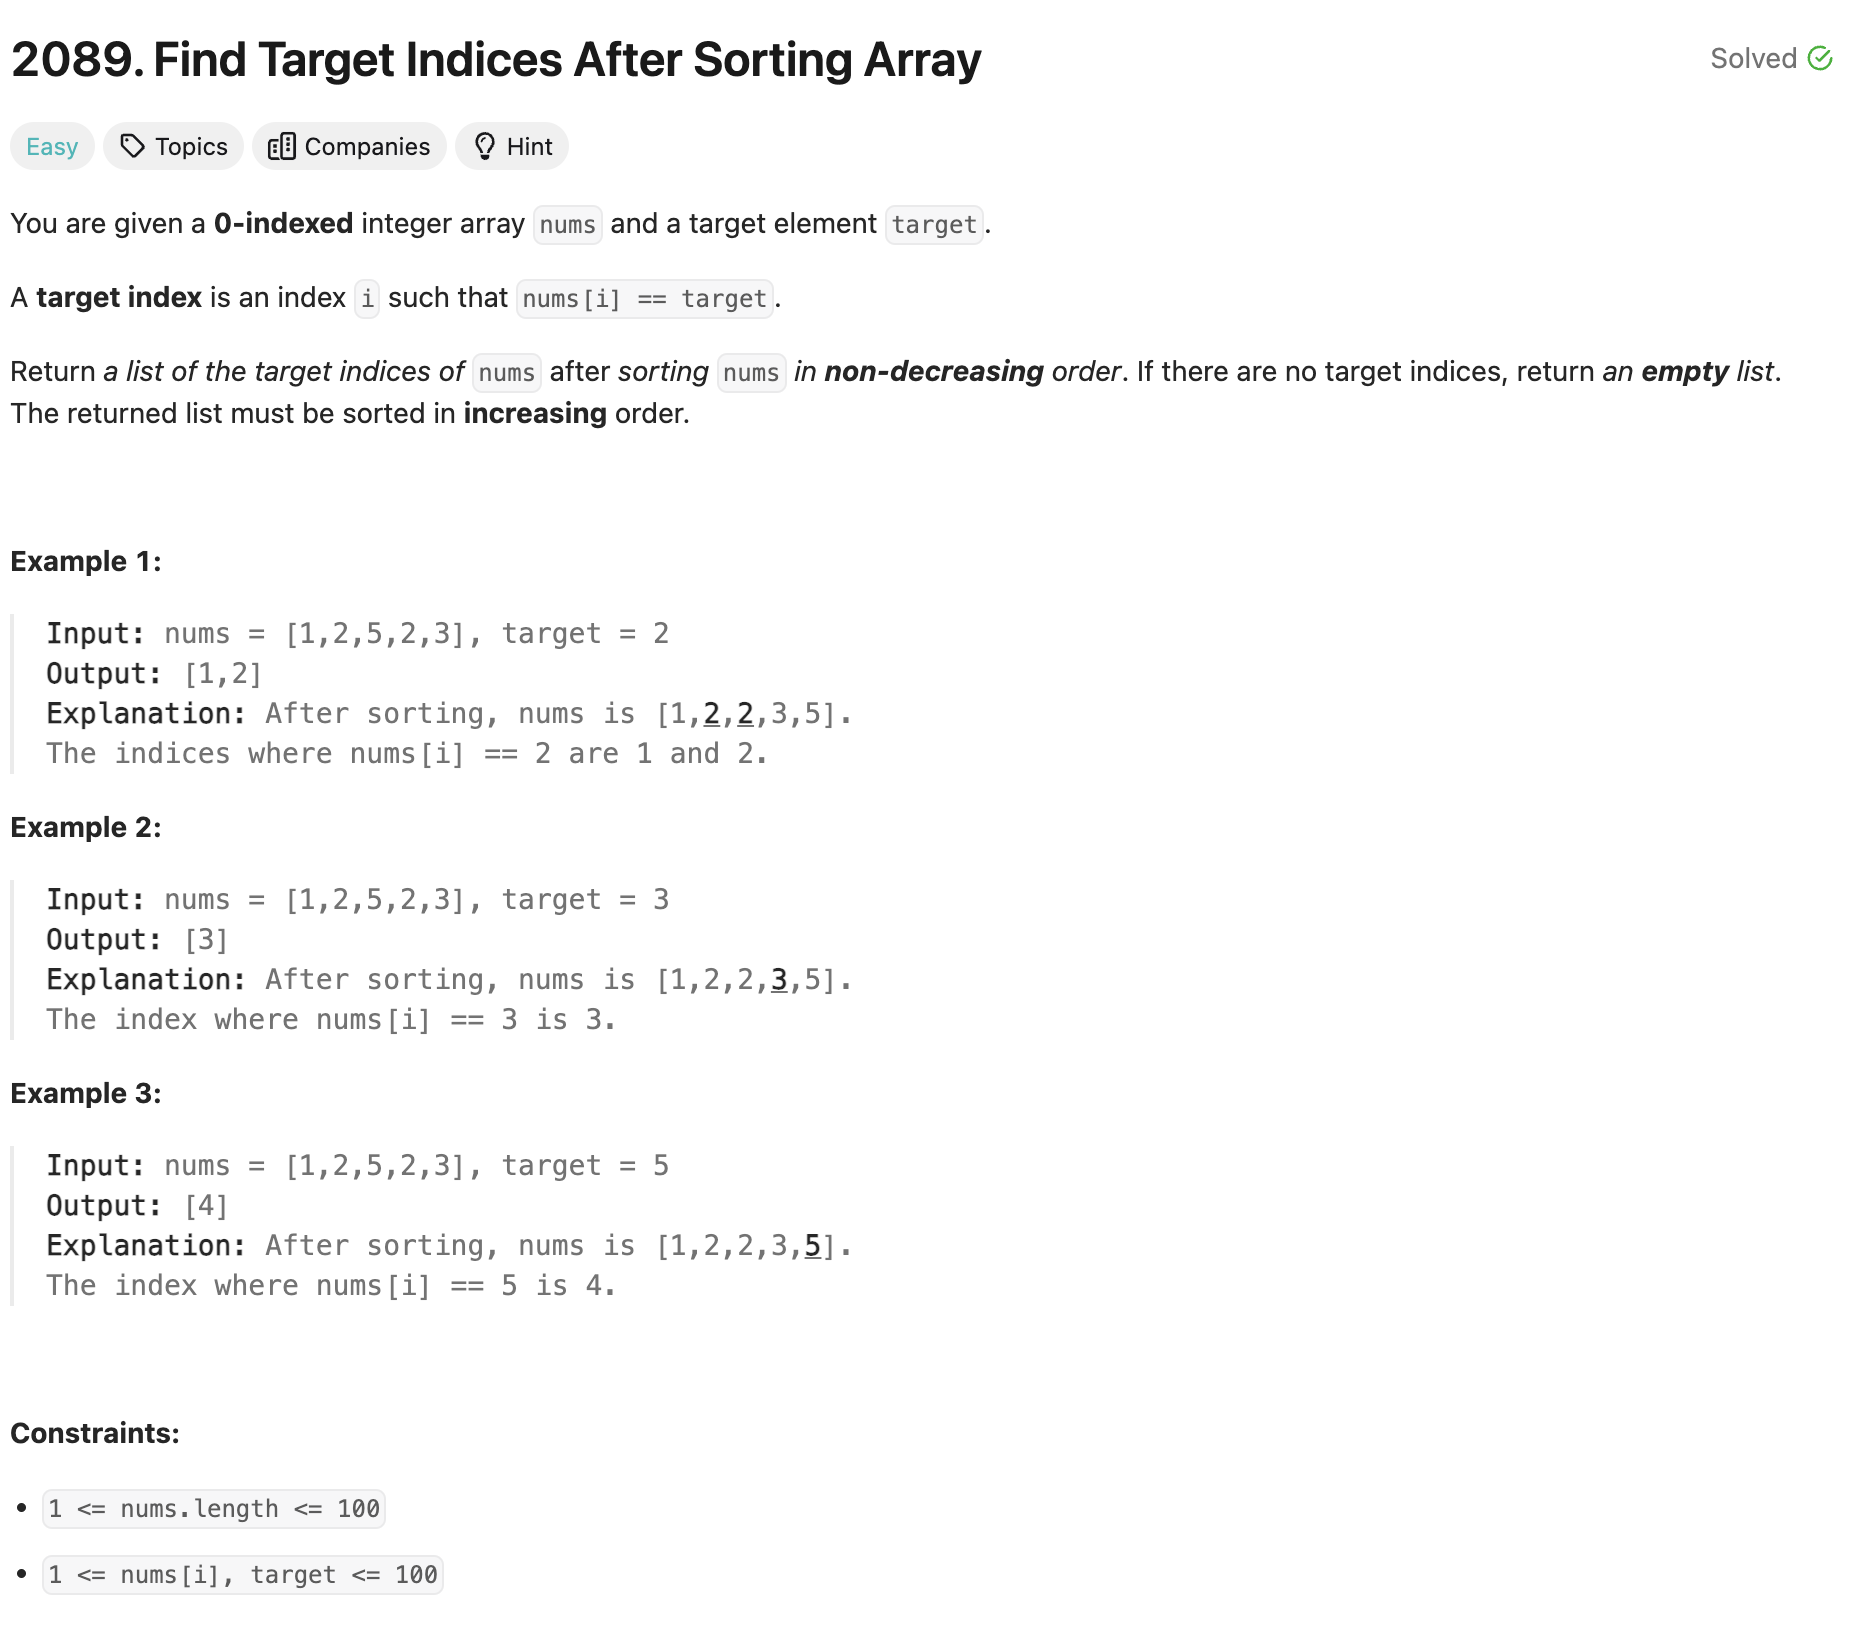 2089. Find Target Indices After Sorting Array
Solved
Easy
Topics
Companies
Hint
You are given a 0-indexed integer array nums and a target element target.
A target index is an index i such that nums[i] == target.
Return a list of the target indices of nums after sorting nums in non-decreasing order. If there are no target indices, return an empty list.
The returned list must be sorted in increasing order.
Example 1:
Input: nums = [1,2,5,2,3], target = 2
Output: [1,2]
Explanation: After sorting, nums is [1,2,2,3,5].
The indices where nums[i] == 2 are 1 and 2.
Example 2:
Input: nums = [1,2,5,2,3], target = 3
Output: [3]
Explanation: After sorting, nums is [1,2,2,3,5].
The index where nums[i] == 3 is 3.
Example 3:
Input: nums = [1,2,5,2,3], target = 5
Output: [4]
Explanation: After sorting, nums is [1,2,2,3,5].
The index where nums[i] == 5 is 4.
Constraints:
• 1 <= nums.length <= 100
• 1 <= nums[i], target <= 100